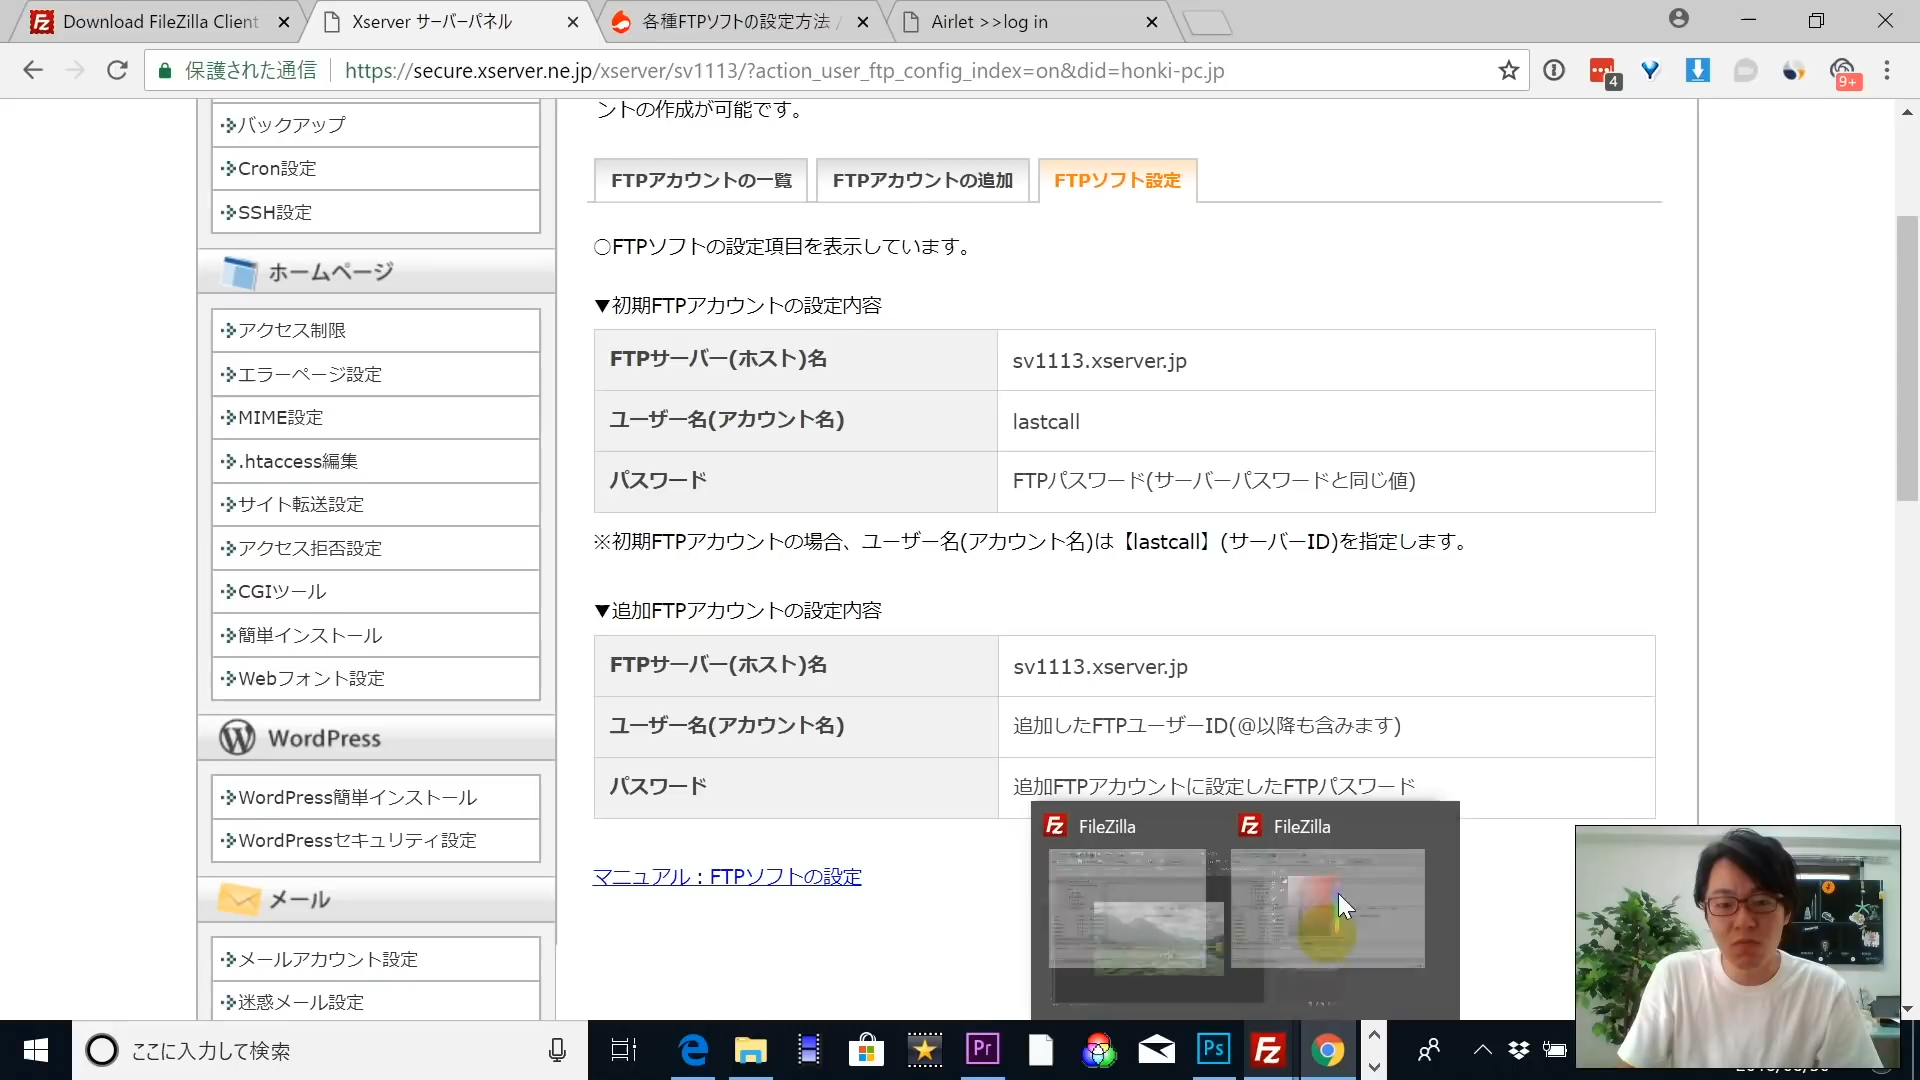 Download FileZilla Client
Xserver サーバーパネル
各種FTPソフトの設定方法
Airlet >>log in
保護された通信
https://secure.xserver.ne.jp/xserver/sv1113/?action_user_ftp_config_index=on&did=honki-pc.jp
4
9+
ントの作成が可能です。
バックアップ
Cron設定
SSH設定
ホームページ
アクセス制限
エラーページ設定
MIME設定
.htaccess編集
サイト転送設定
アクセス拒否設定
CGIツール
簡単インストール
Webフォント設定
WordPress
WordPress簡単インストール
WordPressセキュリティ設定
メール
メールアカウント設定
迷惑メール設定
FTPアカウントの一覧
FTPアカウントの追加
FTPソフト設定
○FTPソフトの設定項目を表示しています。
▼初期FTPアカウントの設定内容
FTPサーバー(ホスト)名
sv1113.xserver.jp
ユーザー名(アカウント名)
lastcall
パスワード
FTPパスワード(サーバーパスワードと同じ値)
※初期FTPアカウントの場合、ユーザー名(アカウント名)は【lastcall】(サーバーID)を指定します。
▼追加FTPアカウントの設定内容
FTPサーバー(ホスト)名
sv1113.xserver.jp
ユーザー名(アカウント名)
追加したFTPユーザーID(@以降も含みます)
パスワード
追加FTPアカウントに設定したFTPパスワード
マニュアル：FTPソフトの設定
FileZilla
FileZilla
ここに入力して検索
Pr
Ps
Fz